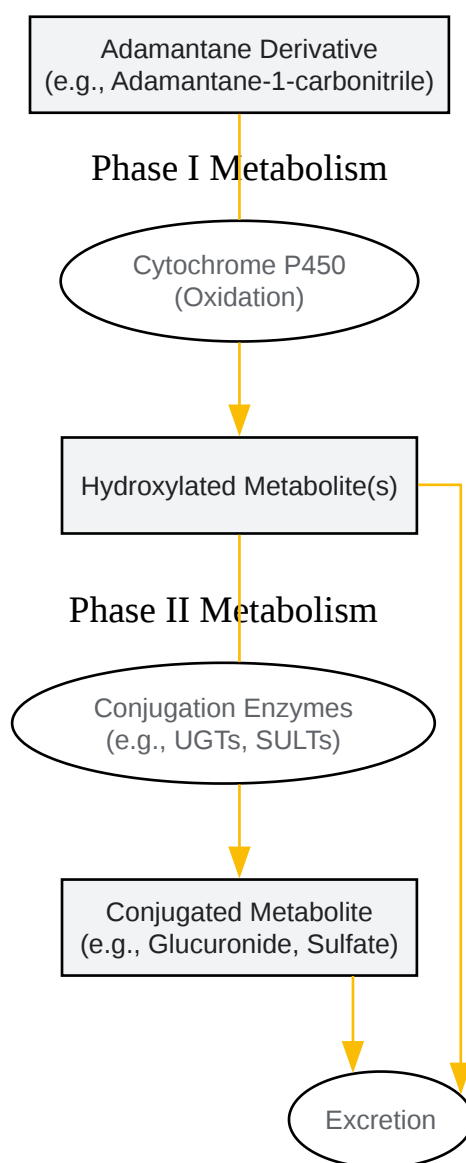 Adamantane Derivative
(e.g., Adamantane-1-carbonitrile)
Phase I Metabolism
Cytochrome P450
(Oxidation)
Hydroxylated Metabolite(s)
Phase II Metabolism
Conjugation Enzymes
(e.g., UGTs, SULTs)
Conjugated Metabolite
(e.g., Glucuronide, Sulfate)
Excretion